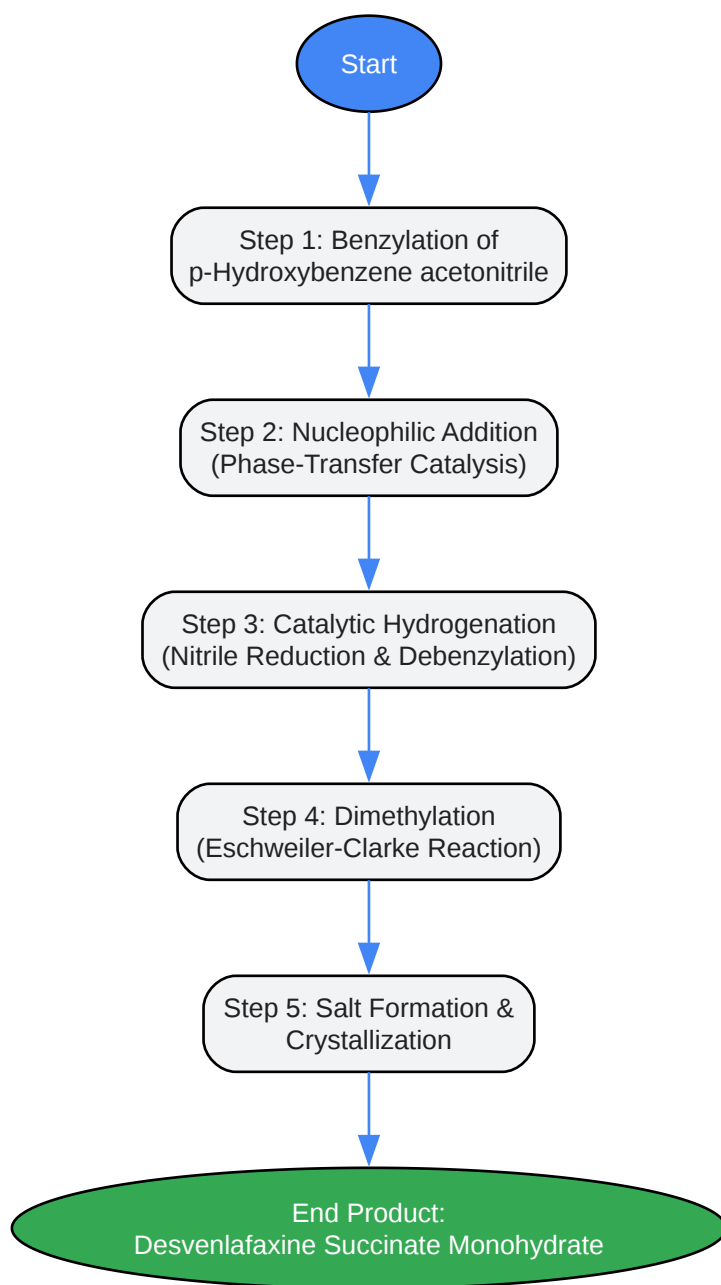 Start
Step 1: Benzylation of
p-Hydroxybenzene acetonitrile
Step 2: Nucleophilic Addition
(Phase-Transfer Catalysis)
Step 3: Catalytic Hydrogenation
(Nitrile Reduction & Debenzylation)
Step 4: Dimethylation
(Eschweiler-Clarke Reaction)
Step 5: Salt Formation &
Crystallization
End Product:
Desvenlafaxine Succinate Monohydrate